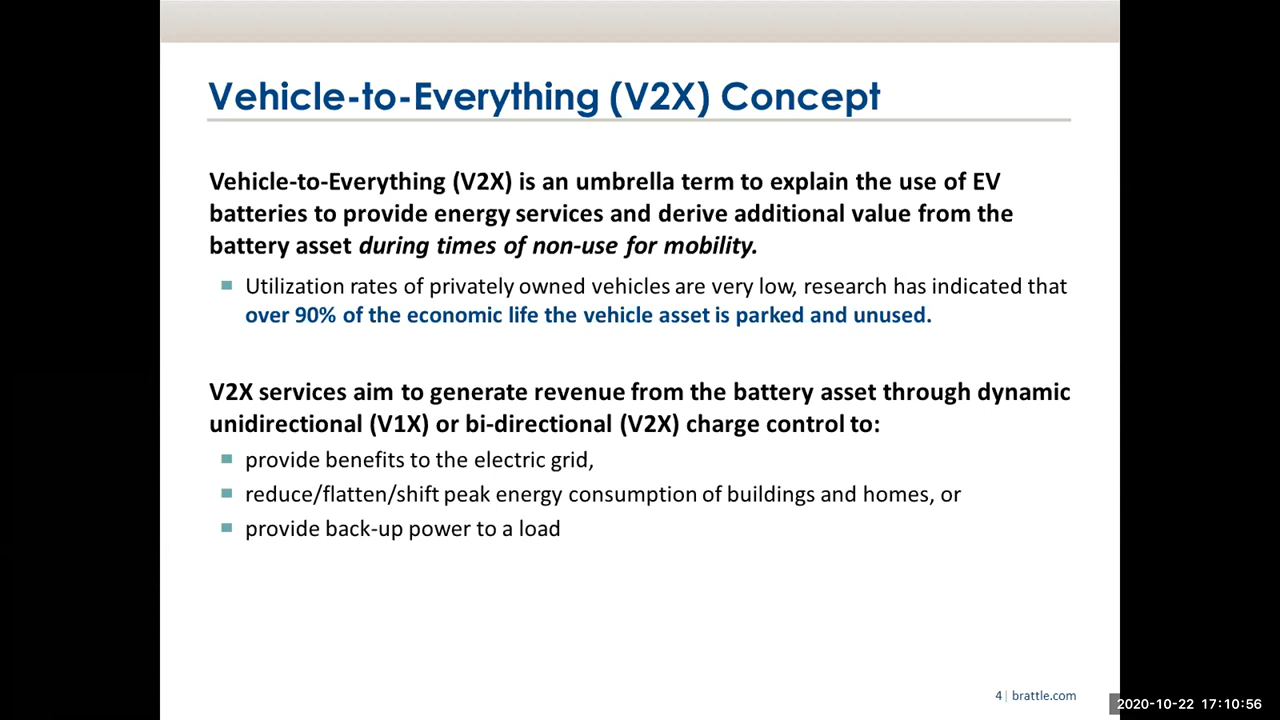 Vehicle-to-Everything (V2X) Concept
Vehicle-to-Everything (V2X) is an umbrella term to explain the use of EV
batteries to provide energy services and derive additional value from the
battery asset during times of non-use for mobility.
Utilization rates of privately owned vehicles are very low, research has indicated that
over 90% of the economic life the vehicle asset is parked and unused.
V2X services aim to generate revenue from the battery asset through dynamic
unidirectional (V1X) or bi-directional (V2X) charge control to:
provide benefits to the electric grid,
reduce/flatten/shift peak energy consumption of buildings and homes, or
provide back-up power to a load
4 | brattle.com
2020-10-22 17:10:56